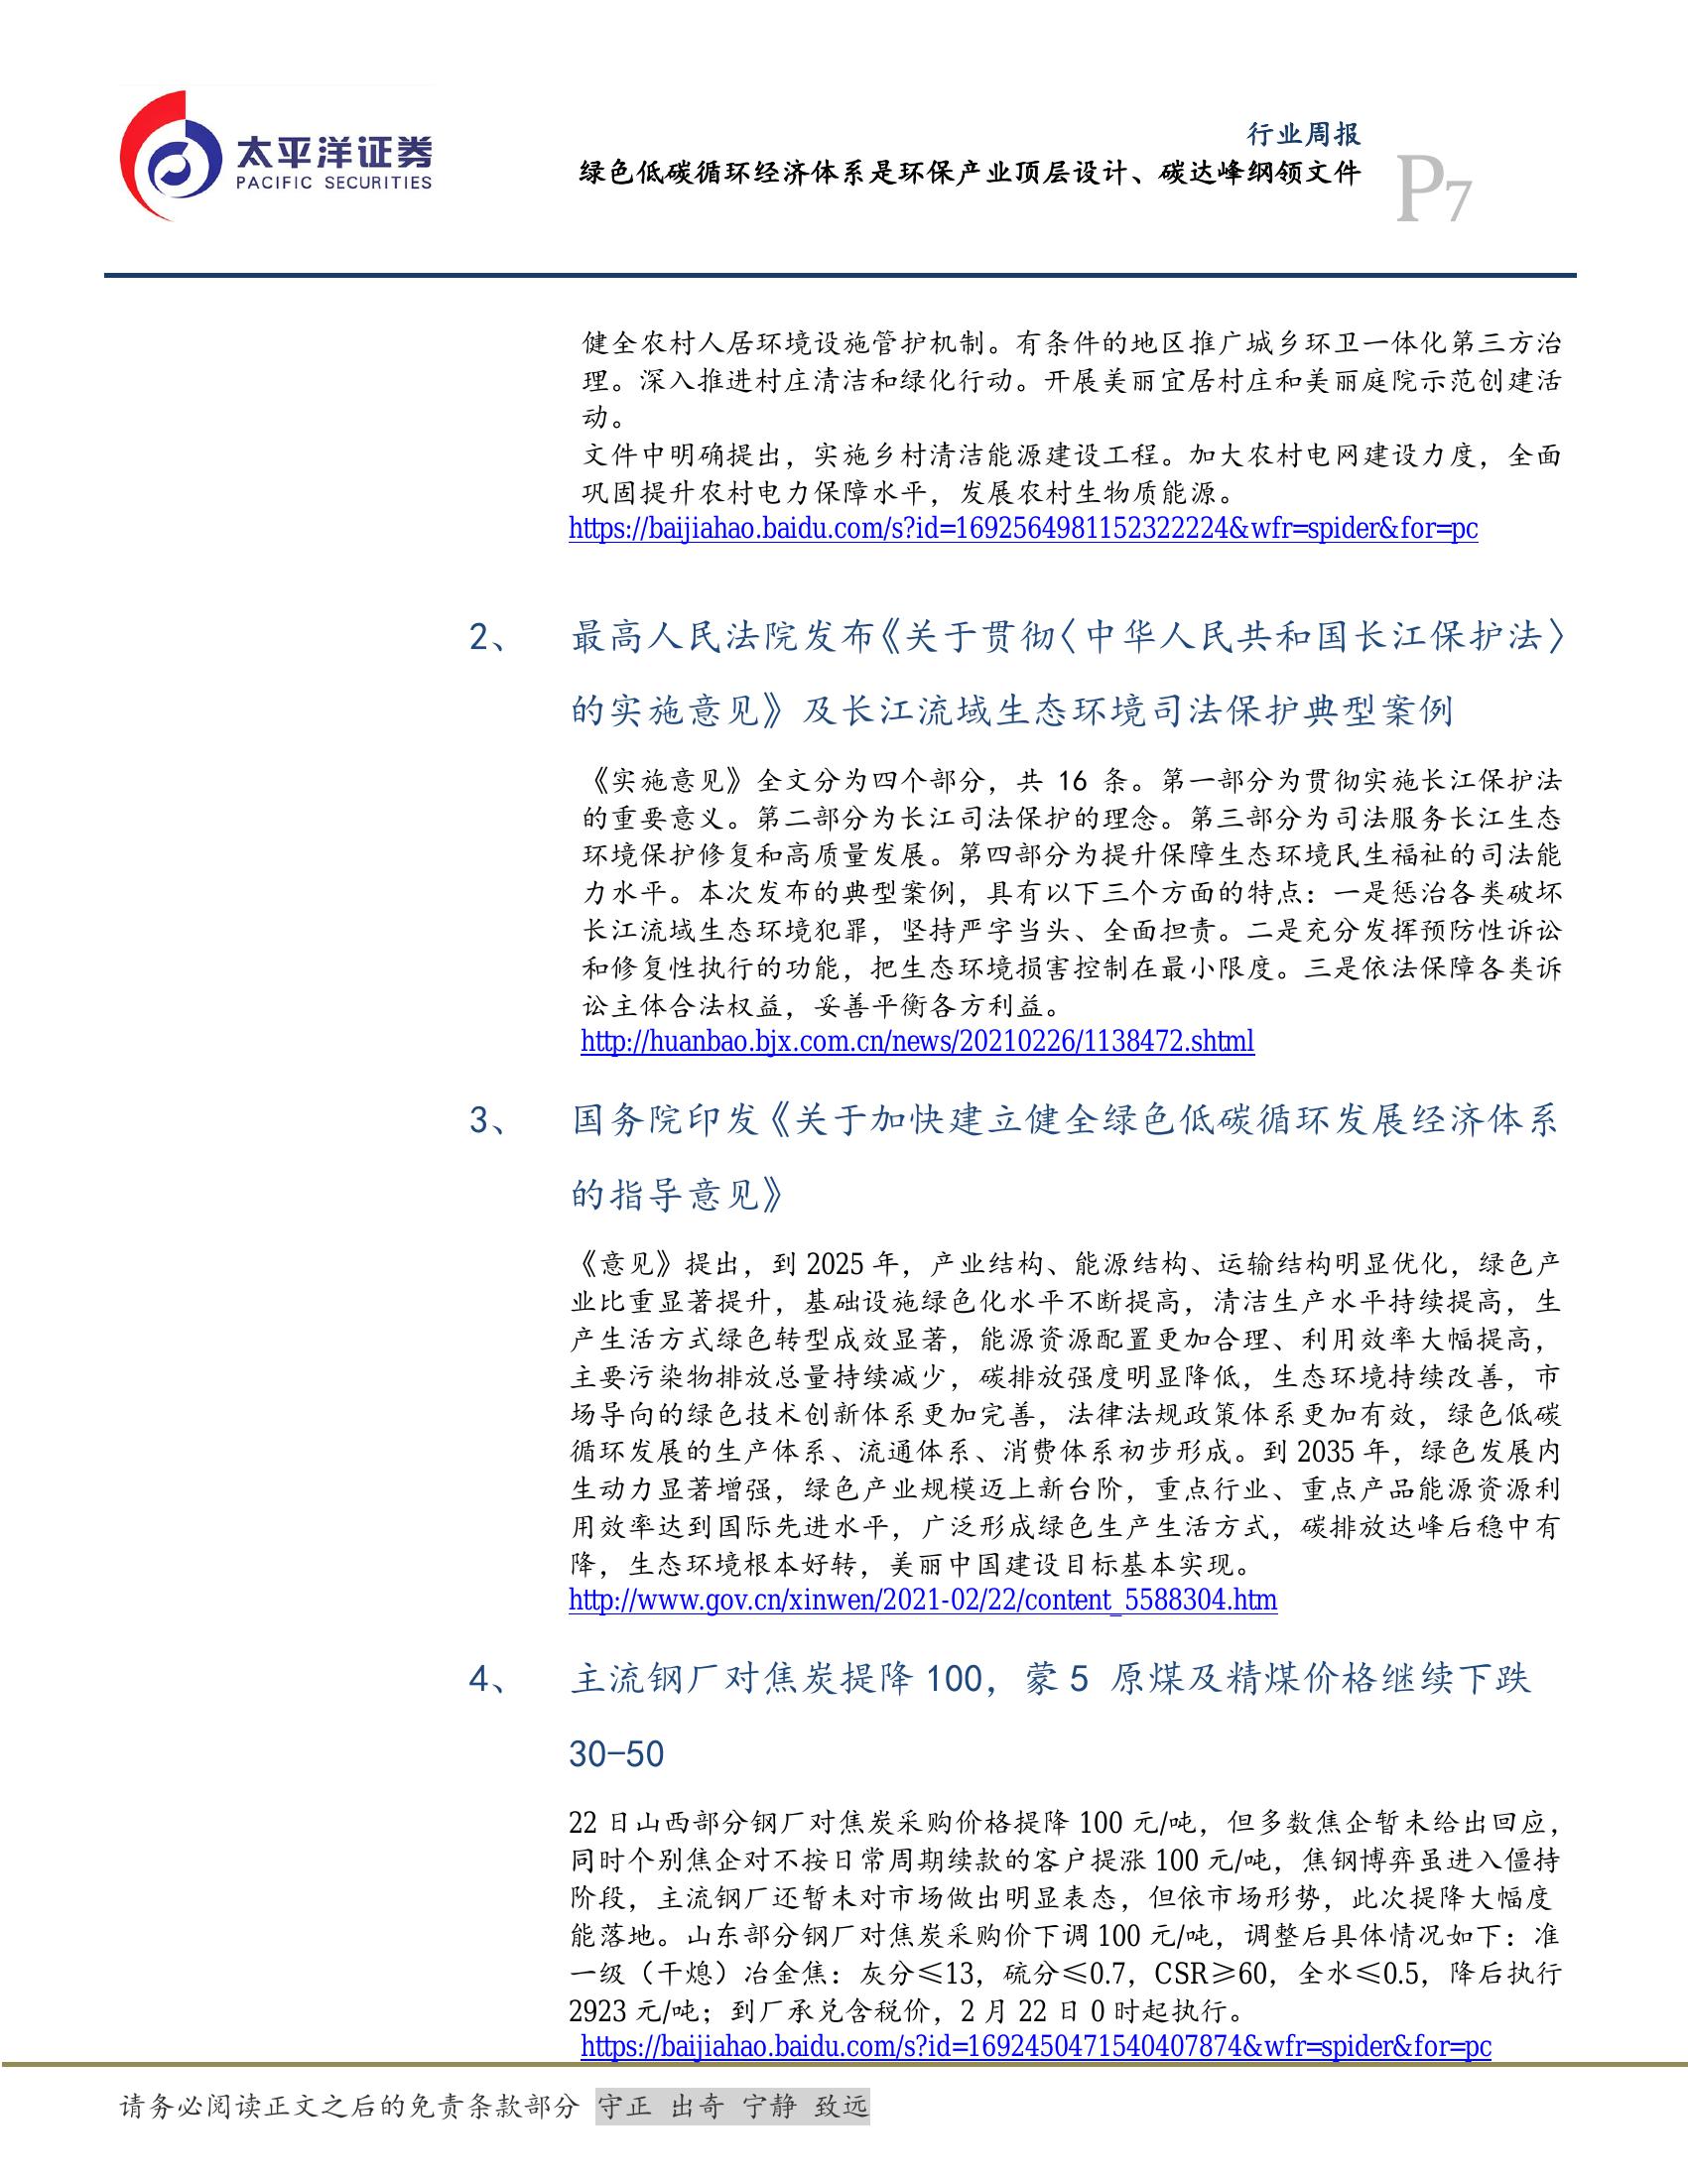 太平洋证券
PACIFIC SECURITIES
行业周报
绿色低碳循环经济体系是环保产业顶层设计、碳达峰纲领文件
P7
健全农村人居环境设施管护机制。有条件的地区推广城乡环卫一体化第三方治
理。深入推进村庄清洁和绿化行动。开展美丽宜居村庄和美丽庭院示范创建活
动。
文件中明确提出，实施乡村清洁能源建设工程。加大农村电网建设力度，全面
巩固提升农村电力保障水平，发展农村生物质能源。
https://baijiahao.baidu.com/s?id=1692564981152322224&wfr=spider&for=pc
2、 最高人民法院发布《关于贯彻〈中华人民共和国长江保护法〉
的实施意见》及长江流域生态环境司法保护典型案例
《实施意见》全文分为四个部分，共 16 条。第一部分为贯彻实施长江保护法
的重要意义。第二部分为长江司法保护的理念。第三部分为司法服务长江生态
环境保护修复和高质量发展。第四部分为提升保障生态环境民生福祉的司法能
力水平。本次发布的典型案例，具有以下三个方面的特点：一是惩治各类破坏
长江流域生态环境犯罪，坚持严字当头、全面担责。二是充分发挥预防性诉讼
和修复性执行的功能，把生态环境损害控制在最小限度。三是依法保障各类诉
讼主体合法权益，妥善平衡各方利益。
http://huanbao.bjx.com.cn/news/20210226/1138472.shtml
3、 国务院印发《关于加快建立健全绿色低碳循环发展经济体系
的指导意见》
《意见》提出，到 2025 年，产业结构、能源结构、运输结构明显优化，绿色产
业比重显著提升，基础设施绿色化水平不断提高，清洁生产水平持续提高，生
产生活方式绿色转型成效显著，能源资源配置更加合理、利用效率大幅提高，
主要污染物排放总量持续减少，碳排放强度明显降低，生态环境持续改善，市
场导向的绿色技术创新体系更加完善，法律法规政策体系更加有效，绿色低碳
循环发展的生产体系、流通体系、消费体系初步形成。到 2035 年，绿色发展内
生动力显著增强，绿色产业规模迈上新台阶，重点行业、重点产品能源资源利
用效率达到国际先进水平，广泛形成绿色生产生活方式，碳排放达峰后稳中有
降，生态环境根本好转，美丽中国建设目标基本实现。
http://www.gov.cn/xinwen/2021-02/22/content_5588304.htm
4、 主流钢厂对焦炭提降 100，蒙 5 原煤及精煤价格继续下跌
30-50
22 日山西部分钢厂对焦炭采购价格提降 100 元/吨，但多数焦企暂未给出回应，
同时个别焦企对不按日常周期续款的客户提涨 100 元/吨，焦钢博弈虽进入僵持
阶段，主流钢厂还暂未对市场做出明显表态，但依市场形势，此次提降大幅度
能落地。山东部分钢厂对焦炭采购价下调 100 元/吨，调整后具体情况如下：准
一级（干熄）冶金焦：灰分≤13，硫分≤0.7，CSR≥60，全水≤0.5，降后执行
2923 元/吨；到厂承兑含税价，2 月 22 日 0 时起执行。
https://baijiahao.baidu.com/s?id=1692450471540407874&wfr=spider&for=pc
请务必阅读正文之后的免责条款部分 守正 出奇 宁静 致远